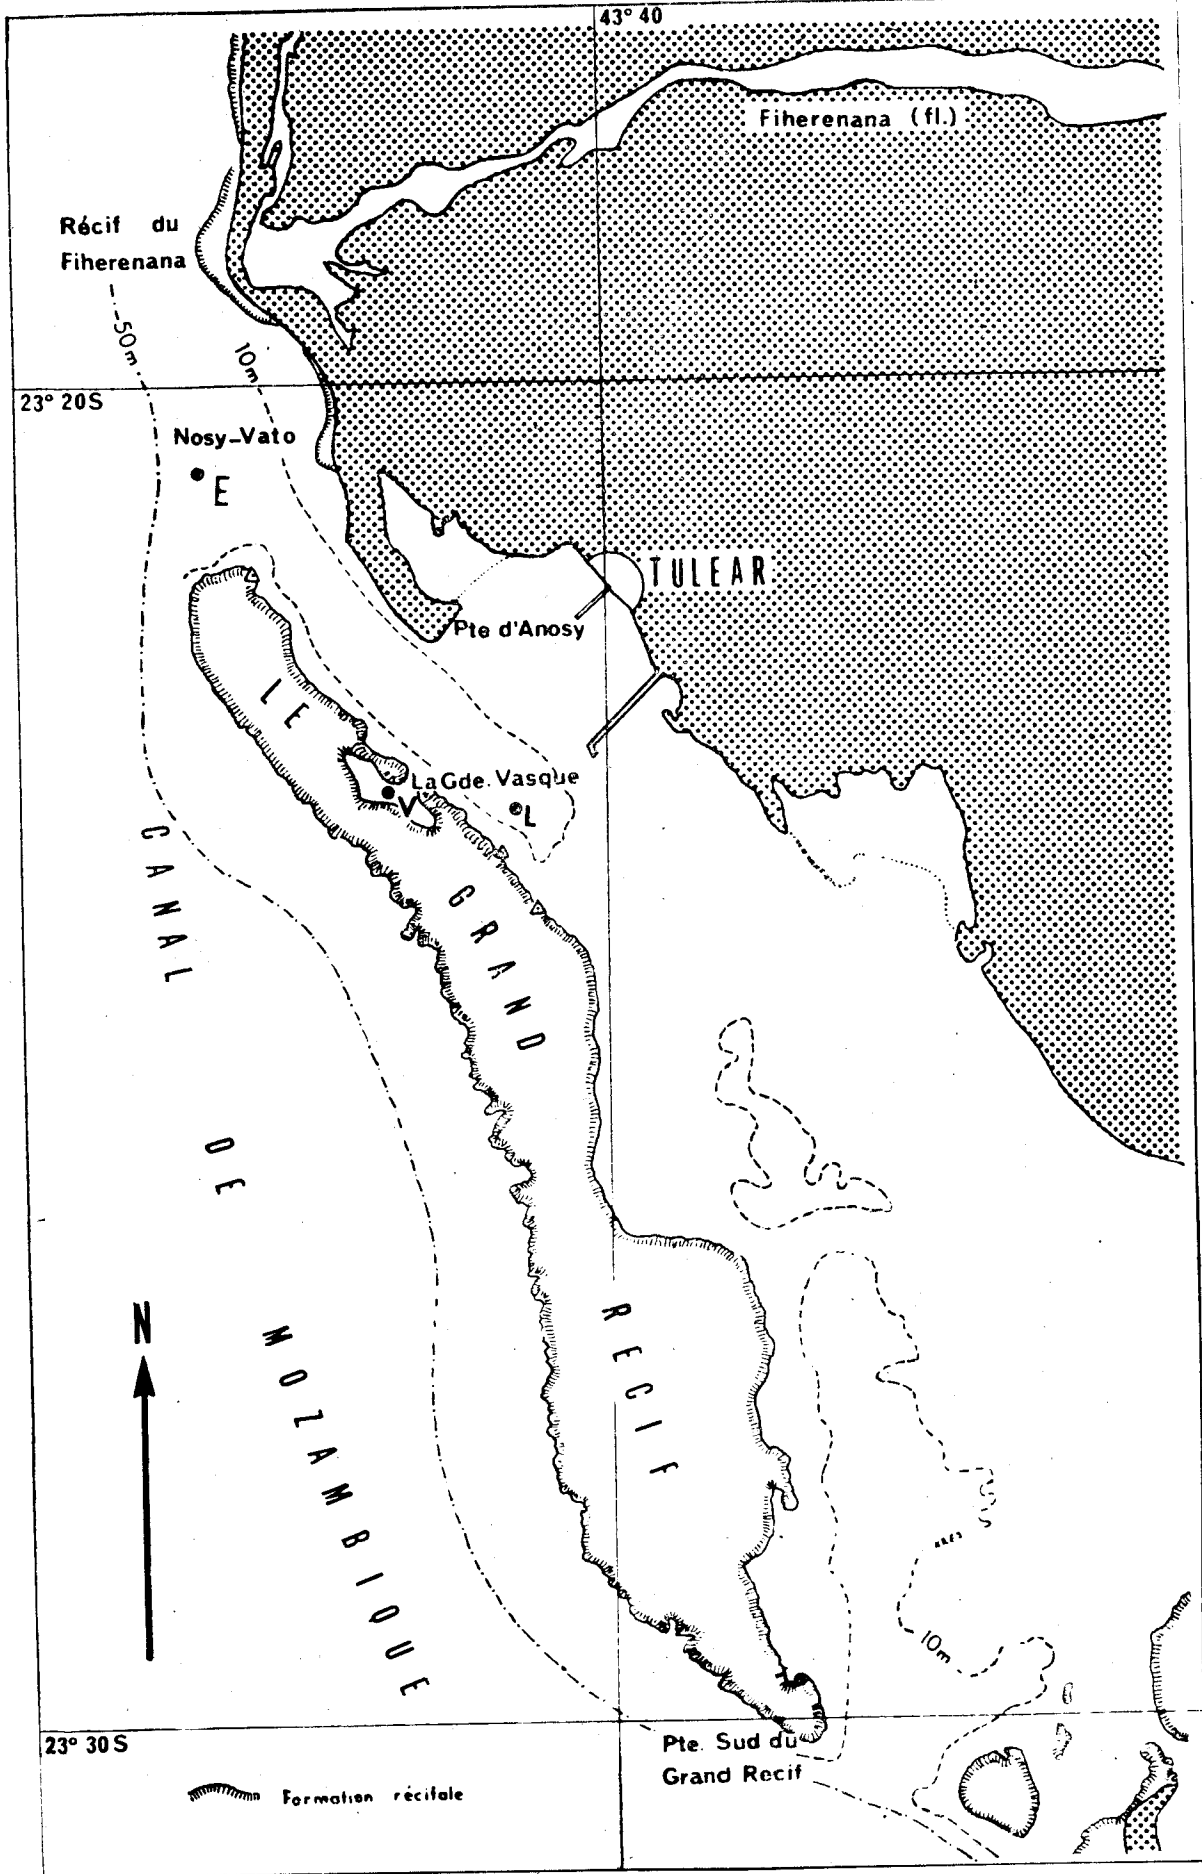 43° 40
Fiherenana (fl.)
Récif du
Fiherenana
50m
10m
23° 20S
Nosy-Vato
E
TULEAR
Pte d'Anosy
LE GRAND RECIF
La Gde. Vasque
V
L
CANAL DE MOZAMBIQUE
N
10m
23° 30S
Pte. Sud du
Grand Recif
Formation récifale